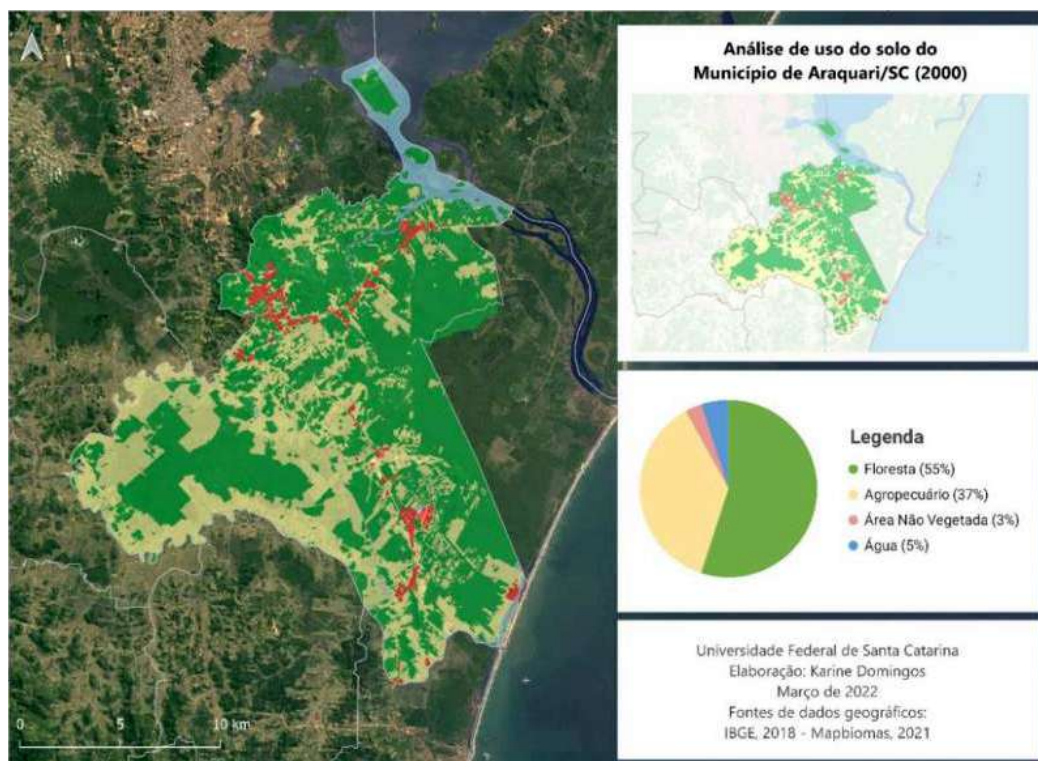 Análise de uso do solo do
Município de Araquari/SC (2000)
Legenda
Floresta (55%)
Agropecuário (37%)
Área Não Vegetada (3%)
Água (5%)
Universidade Federal de Santa Catarina
Elaboração: Karine Domingos
Março de 2022
Fontes de dados geográficos:
IBGE, 2018 - Mapbiomas, 2021
0 5 10 km